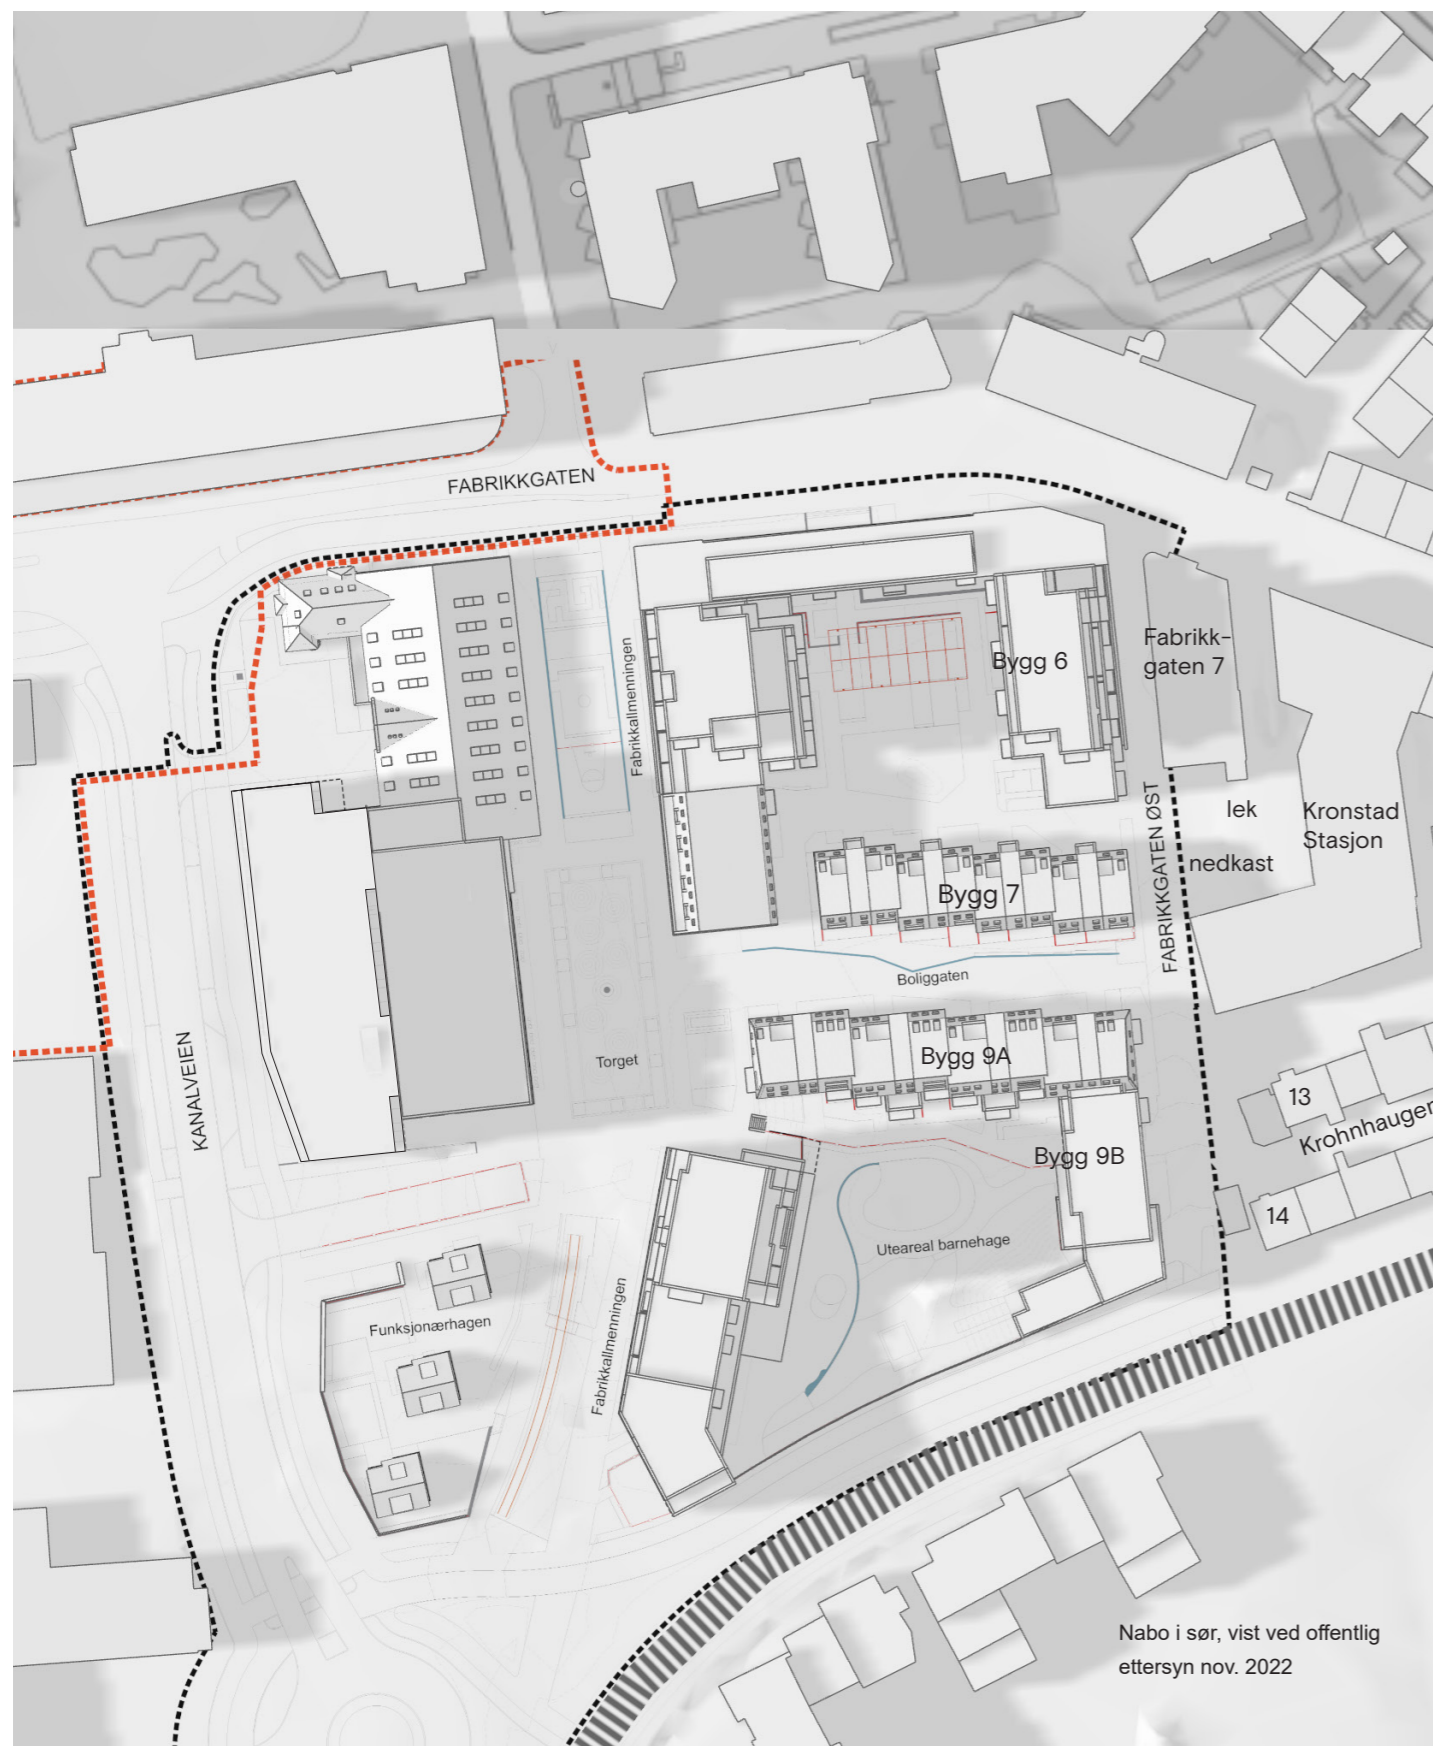 FABRIKKGATEN
Fabrikkallmenningen
Bygg 6
Fabrikk-
gaten 7
FABRIKKGATEN ØST
lek
nedkast
Kronstad
Stasjon
Bygg 7
Boliggaten
Torget
Bygg 9A
KANALVEIEN
13
Krohnhaugen
Bygg 9B
14
Uteareal barnehage
Funksjonærhagen
Fabrikkallmenningen
Nabo i sør, vist ved offentlig
ettersyn nov. 2022